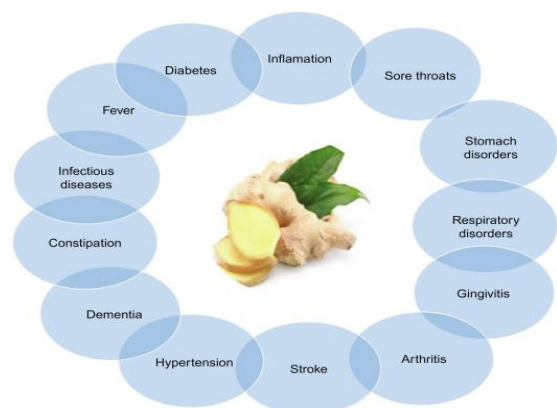 Inflamation
Sore throats
Stomach
disorders
Respiratory
disorders
Gingivitis
Arthritis
Stroke
Hypertension
Dementia
Constipation
Infectious
diseases
Fever
Diabetes